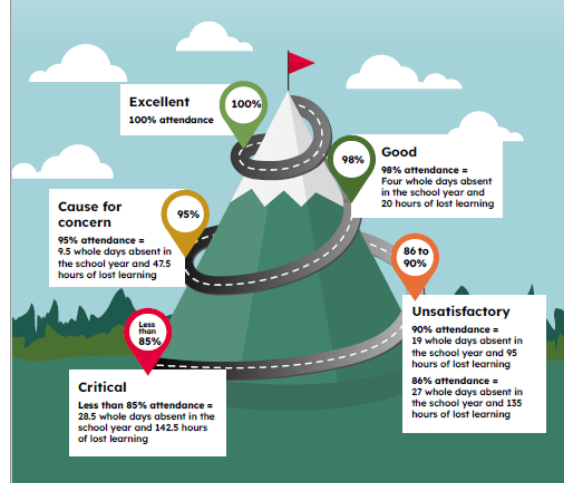 Excellent
100% attendance
100%
98%
Good
98% attendance =
Four whole days absent
in the school year and
20 hours of lost learning
Cause for
concern
95% attendance =
9.5 whole days absent in
the school year and 47.5
hours of lost learning
95%
86 to
90%
Unsatisfactory
90% attendance =
19 whole days absent in
the school year and 95
hours of lost learning
86% attendance =
27 whole days absent in
the school year and 135
hours of lost learning
Less
than
85%
Critical
Less than 85% attendance =
28.5 whole days absent in the
school year and 142.5 hours
of lost learning